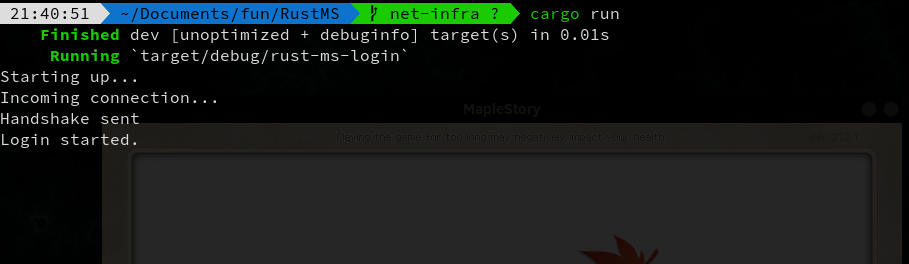 21:40:51 ~/Documents/fun/RustMS net-infra ? cargo run
Finished dev [unoptimized + debuginfo] target(s) in 0.01s
Running `target/debug/rust-ms-login`
Starting up...
Incoming connection...
MapleStory
Handshake sent
Playing the game for too long may negatively impact your health.
Login started.